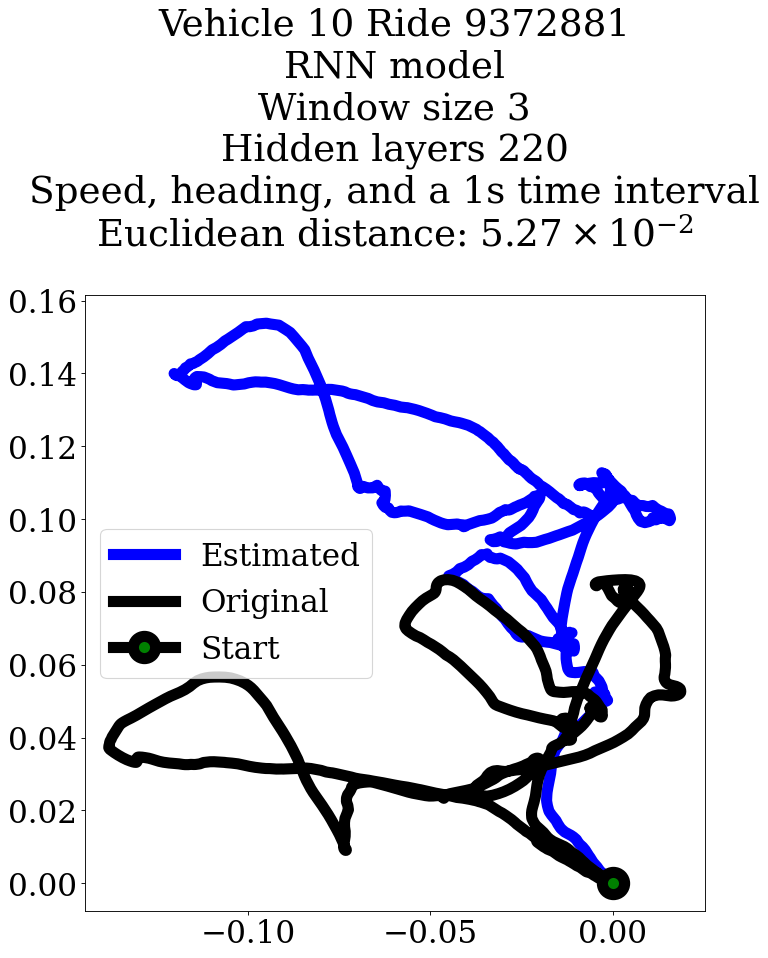 Vehicle 10 Ride 9372881
RNN model
Window size 3
Hidden layers 220
Speed, heading, and a 1s time interval
Euclidean distance: 5.27 × 10⁻²
0.16
0.14
0.12
0.10
0.08
0.06
0.04
0.02
0.00
Estimated
Original
Start
−0.10
−0.05
0.00